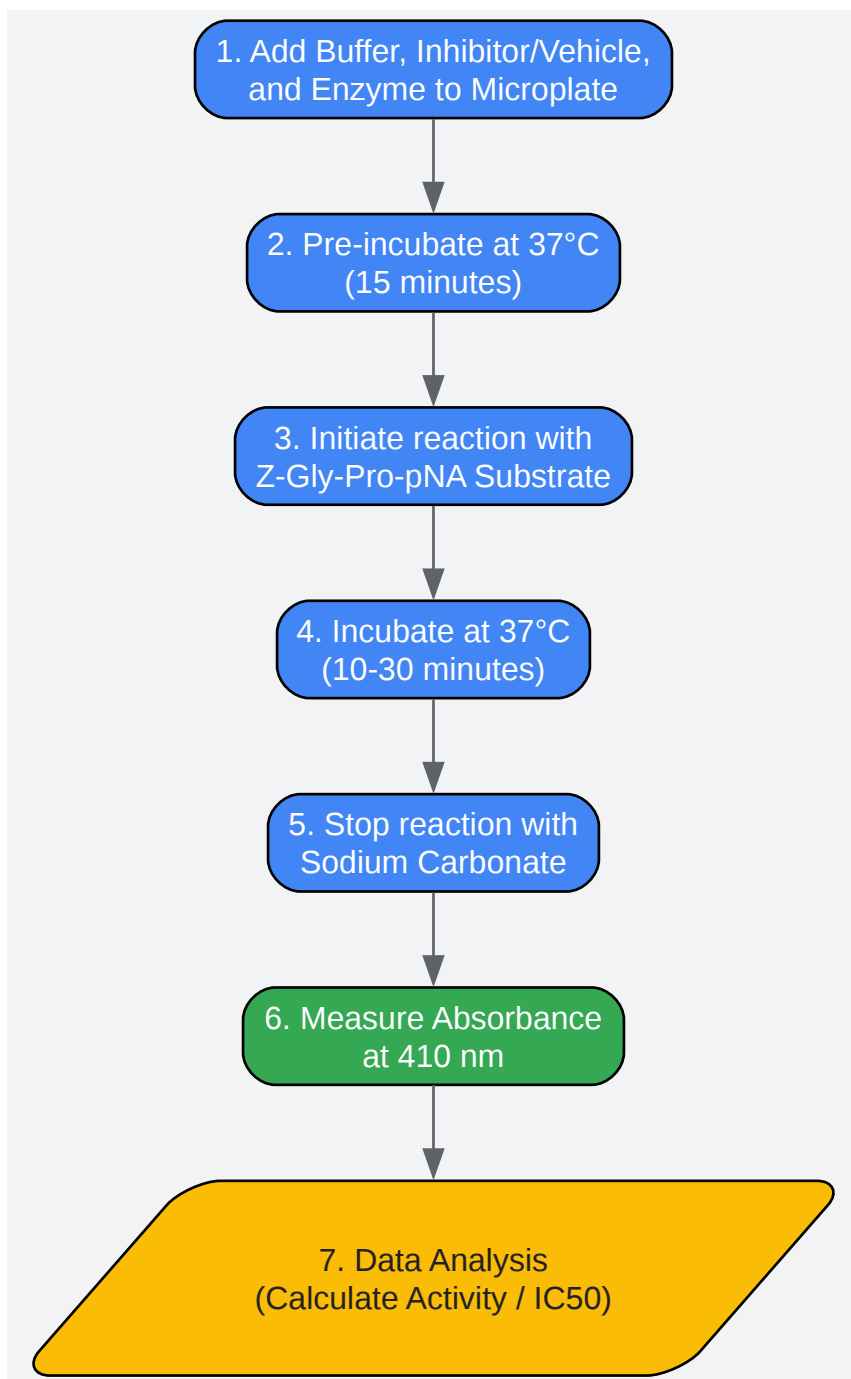 1. Add Buffer, Inhibitor/Vehicle,
and Enzyme to Microplate
2. Pre-incubate at 37°C
(15 minutes)
3. Initiate reaction with
Z-Gly-Pro-pNA Substrate
4. Incubate at 37°C
(10-30 minutes)
5. Stop reaction with
Sodium Carbonate
6. Measure Absorbance
at 410 nm
7. Data Analysis
(Calculate Activity / IC50)